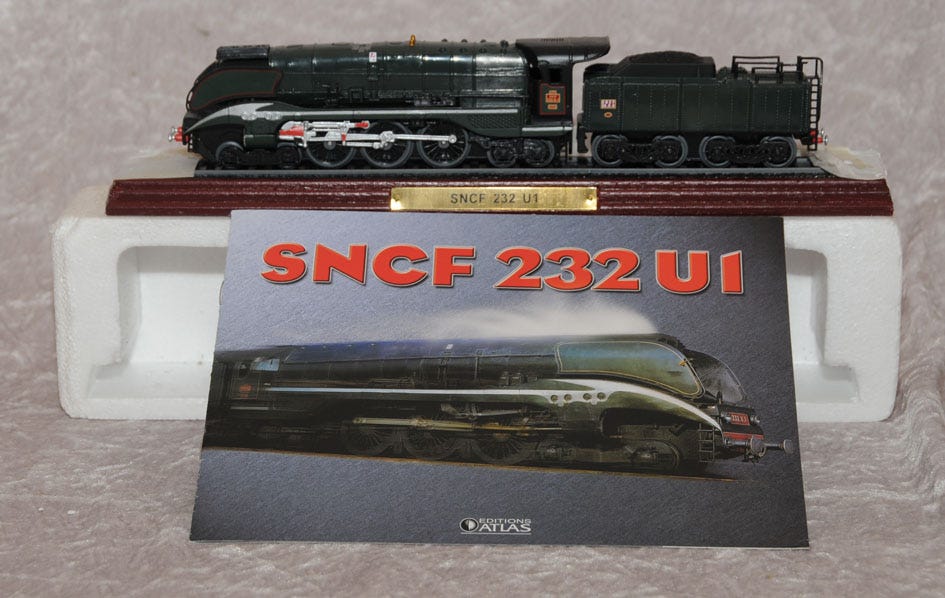 SNCF 232 U1
SNCF 232 U1
EDITIONS
ATLAS